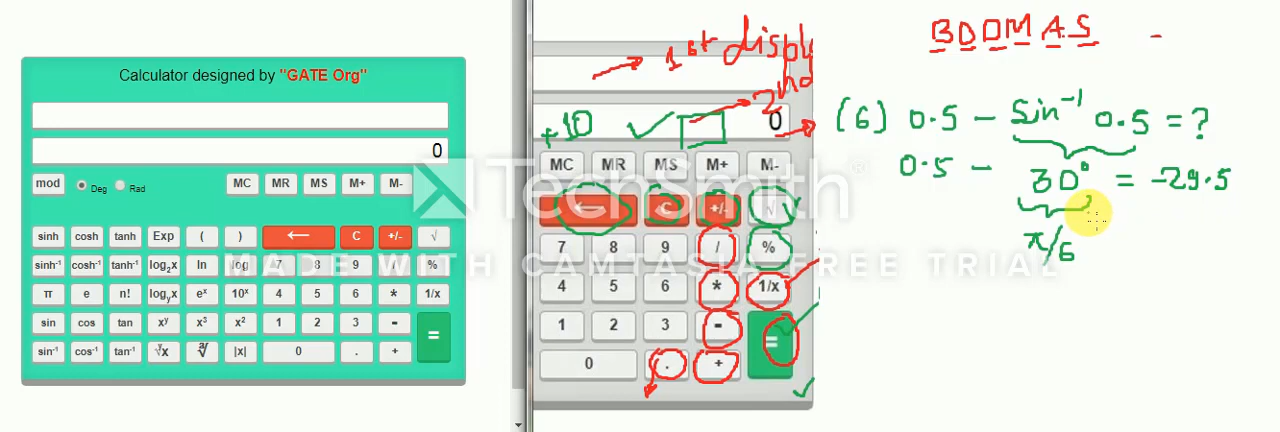 Calculator designed by "GATE Org"
0
mod Deg Rad MC MR MS M+ M-
sinh cosh tanh Exp ( ) ← C +/- √
sinh⁻¹ cosh⁻¹ tanh⁻¹ log₂x ln log 7 8 9 / %
π e n! logᵧx eˣ 10ˣ 4 5 6 * 1/x
sin cos tan xʸ x³ x² 1 2 3 - =
sin⁻¹ cos⁻¹ tan⁻¹ ʸ√x ³√ |x| 0 . +
→ 1st displ
2nd
+10 ✓ 0
MC MR MS M+ M-
← C +/- √
7 8 9 / %
4 5 6 * 1/x
1 2 3 - =
0 . +
BODMAS -
(6) 0.5 - sin⁻¹ 0.5 = ?
0.5 - 30° = -29.5
π/6
TechSmith®
MADE WITH CAMTASIA FREE TRIAL